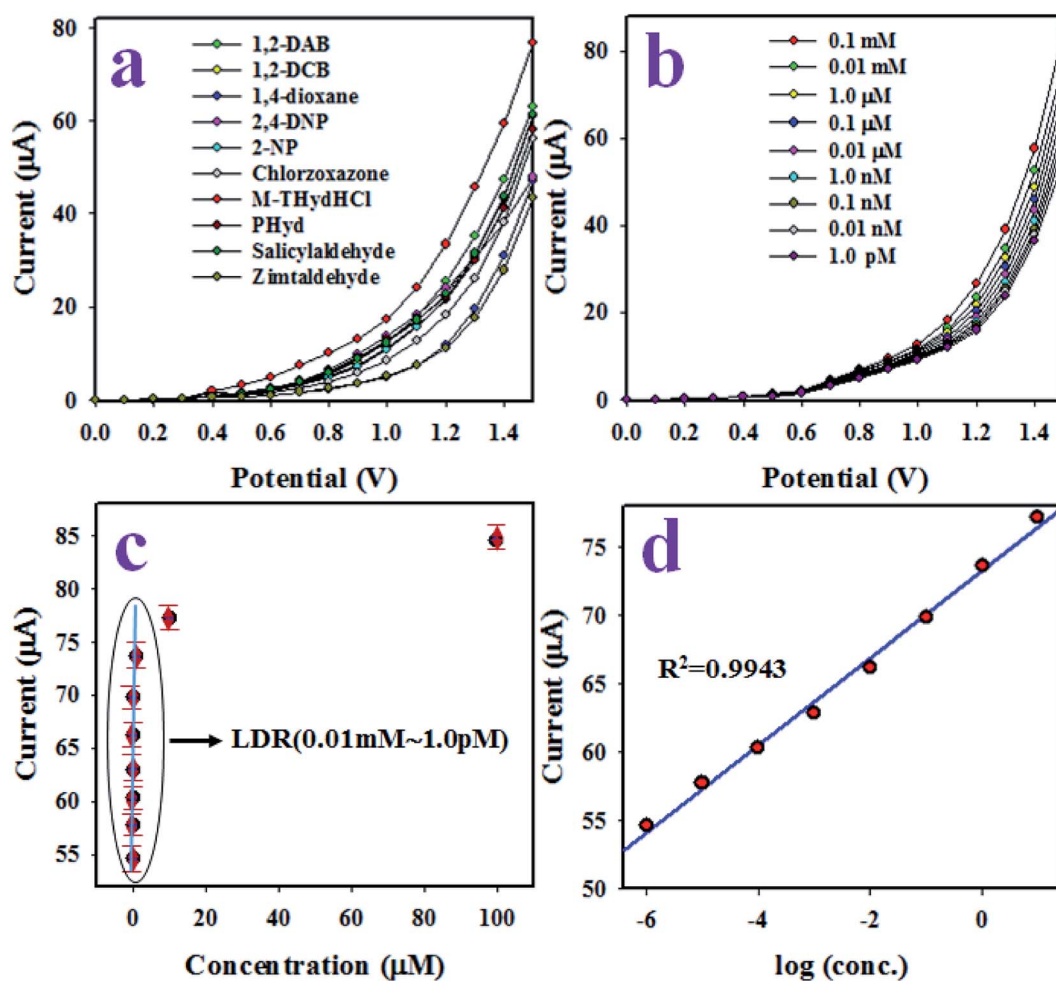 a
80
60
40
20
0
Current (µA)
1,2-DAB
1,2-DCB
1,4-dioxane
2,4-DNP
2-NP
Chlorzoxazone
M-THydHCl
PHyd
Salicylaldehyde
Zimtaldehyde
0.0 0.2 0.4 0.6 0.8 1.0 1.2 1.4
Potential (V)
b
80
60
40
20
0
Current (µA)
0.1 mM
0.01 mM
1.0 µM
0.1 µM
0.01 µM
1.0 nM
0.1 nM
0.01 nM
1.0 pM
0.0 0.2 0.4 0.6 0.8 1.0 1.2 1.4
Potential (V)
c
85
80
75
70
65
60
55
Current (µA)
LDR(0.01mM~1.0pM)
0 20 40 60 80 100
Concentration (µM)
d
75
70
65
60
55
50
Current (µA)
R²=0.9943
-6 -4 -2 0
log (conc.)